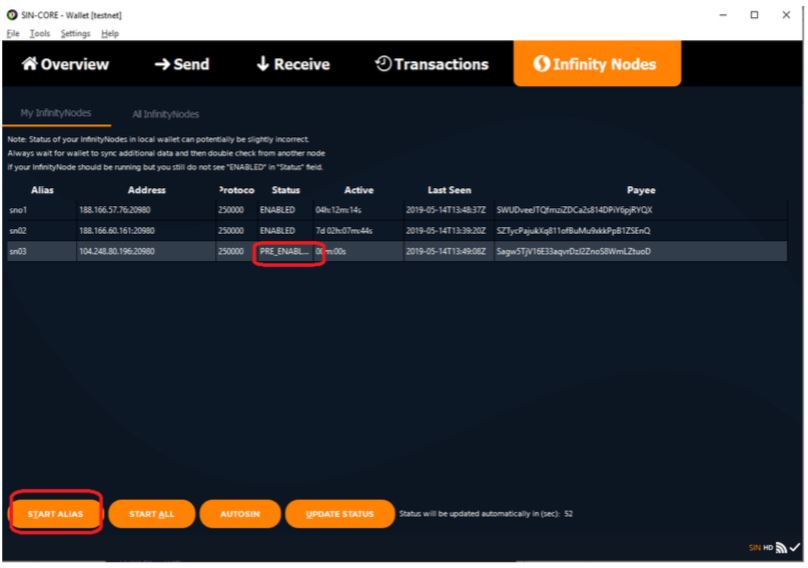 SIN-CORE - Wallet [testnet]
File Tools Settings Help
Overview Send Receive Transactions Infinity Nodes
My InfinityNodes All InfinityNodes
Note: Status of your InfinityNodes in local wallet can potentially be slightly incorrect.
Always wait for wallet to sync additional data and then double check from another node
if your InfinityNode should be running but you still do not see "ENABLED" in "Status" field.
Alias Address Protoco Status Active Last Seen Payee
sno1 188.166.57.76:20980 250000 ENABLED 04h:12m:14s 2019-05-14T13:48:37Z SWUDveeJTQfmziZDCa2s814DPiY6pjRYQX
sn02 188.166.60.161:20980 250000 ENABLED 7d 02h:07m:44s 2019-05-14T13:39:20Z SZTycPajukXq811ofBuMu9xkkPpB1ZSEnQ
sn03 104.248.80.196:20980 250000 PRE_ENABL... 2019-05-14T13:49:08Z Sagw5TjV16E33aqvrDzJ2ZnoS8WmLZtuoD
START ALIAS START ALL AUTOSIN UPDATE STATUS Status will be updated automatically in (sec): 52
SIN HD